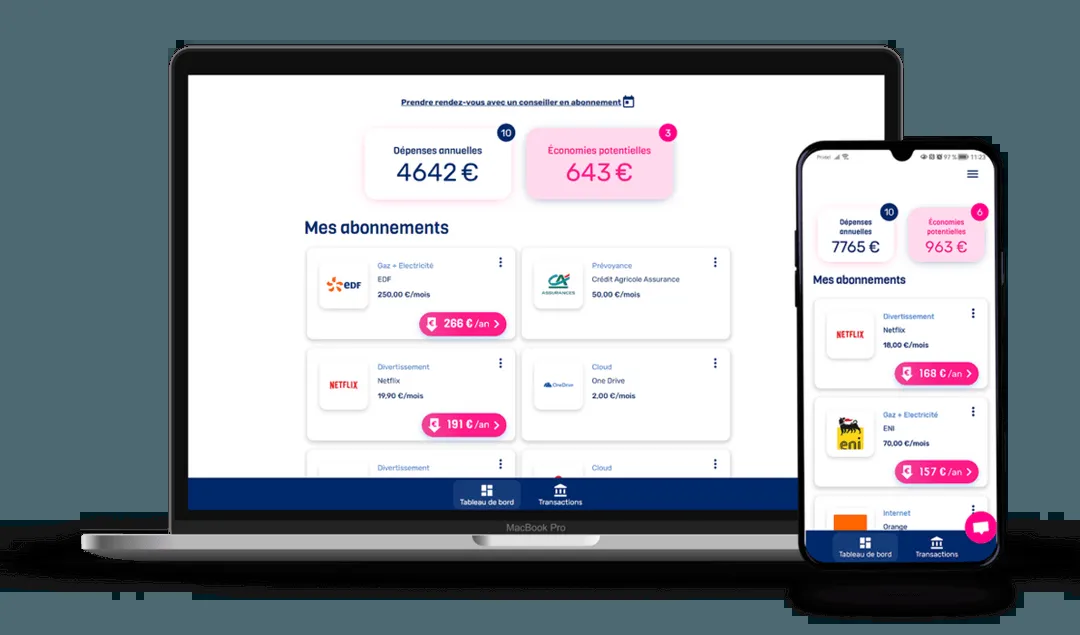 Prendre rendez-vous avec un conseiller en abonnement
10
Dépenses annuelles
4642 €
3
Économies potentielles
643 €
Mes abonnements
EDF
Gaz + Electricité
EDF
250,00 €/mois
€ 266 €/an >
CA
ASSURANCES
Prévoyance
Crédit Agricole Assurance
50,00 €/mois
NETFLIX
Divertissement
Netflix
19,90 €/mois
€ 191 €/an >
OneDrive
Cloud
One Drive
2,00 €/mois
Divertissement
Cloud
Tableau de bord
Transactions
MacBook Pro
Privé!
97 %
11:23
10
Dépenses
annuelles
7765 €
6
Économies
potentielles
963 €
Mes abonnements
NETFLIX
Divertissement
Netflix
18,00 €/mois
€ 168 €/an >
eni
Gaz + Electricité
ENI
70,00 €/mois
€ 157 €/an >
Internet
Orange
Tableau de bord
Transactions